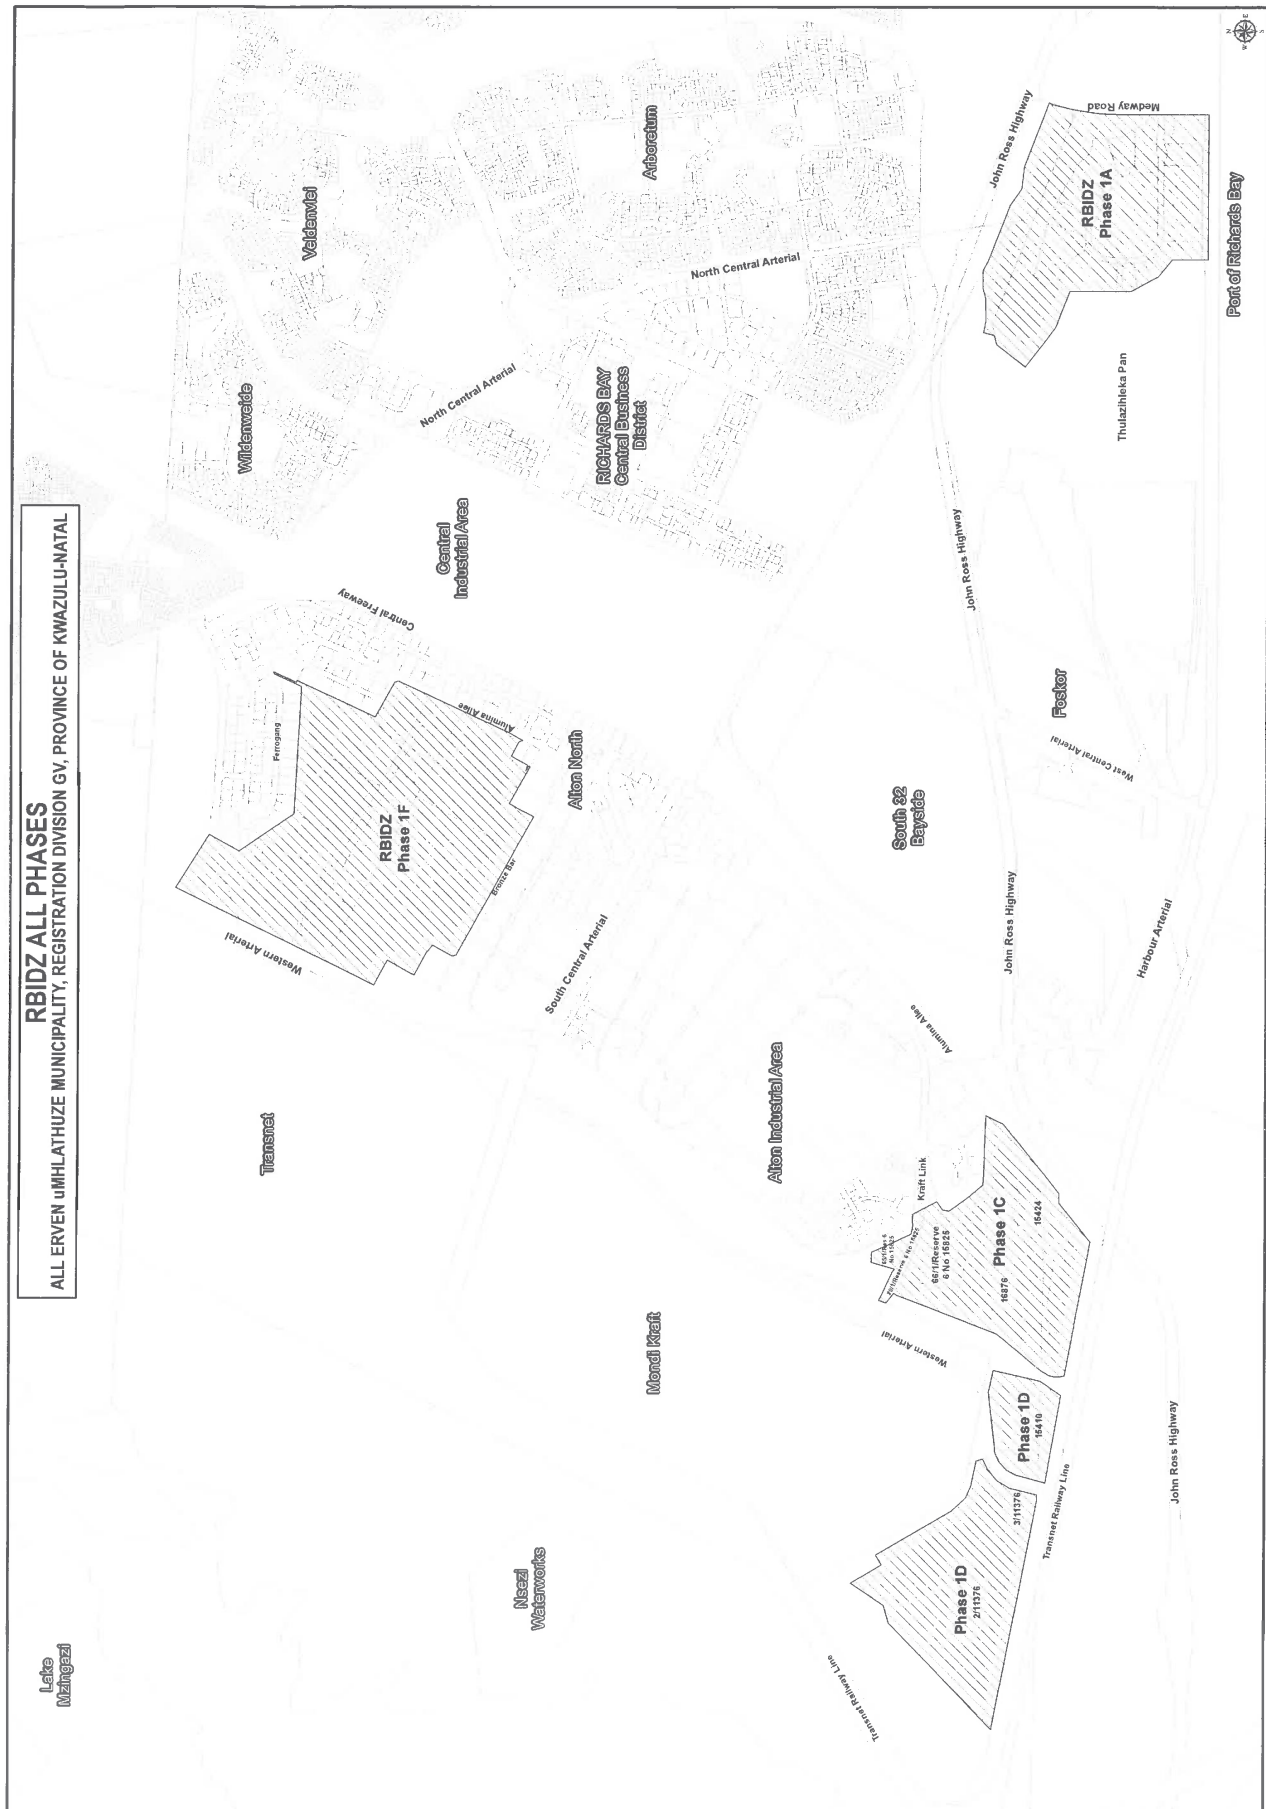 RBIDZ ALL PHASES
ALL ERVEN uMHLATHUZE MUNICIPALITY, REGISTRATION DIVISION GV, PROVINCE OF KWAZULU-NATAL
Lake
Mzingazi
Nsezi
Waterworks
Transnet
Mondi Kraft
Western Arterial
RBIDZ
Phase 1F
Ferrogang
Bronze Bar
Alumina Allee
Alton North
Central Freeway
South Central Arterial
Wildenweide
Veldenvlei
Central
Industrial Area
North Central Arterial
RICHARDS BAY
Central Business
District
Arboretum
North Central Arterial
John Ross Highway
Medway Road
RBIDZ
Phase 1A
Port of Richards Bay
Thulazihleka Pan
John Ross Highway
Foskor
West Central Arterial
South 32
Bayside
John Ross Highway
Harbour Arterial
Alumina Allee
Alton Industrial Area
Kraft Link
No 15825
66/1/Reserve
6 No 15825
16876
Phase 1C
15424
Western Arterial
Phase 1D
15410
3/11376
Phase 1D
2/11376
Transnet Railway Line
Transnet Railway Line
John Ross Highway
N
E
S
W